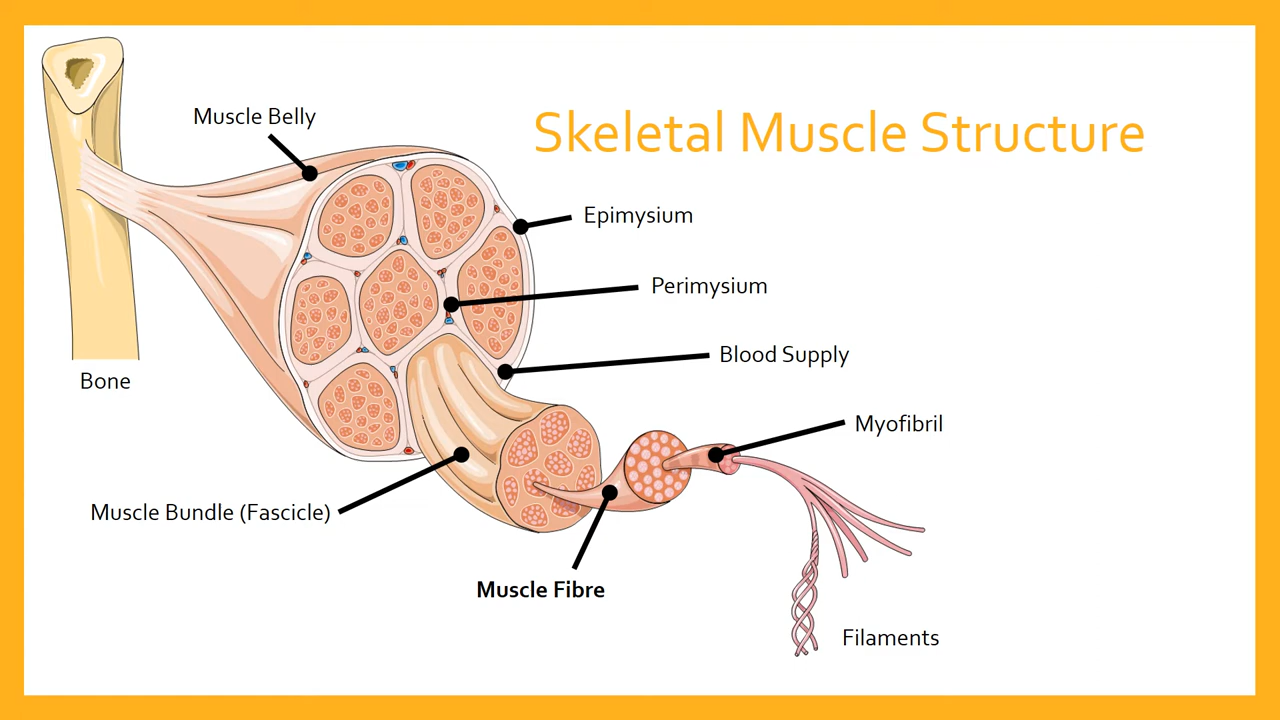 Skeletal Muscle Structure
Muscle Belly
Epimysium
Perimysium
Blood Supply
Bone
Myofibril
Muscle Bundle (Fascicle)
Muscle Fibre
Filaments